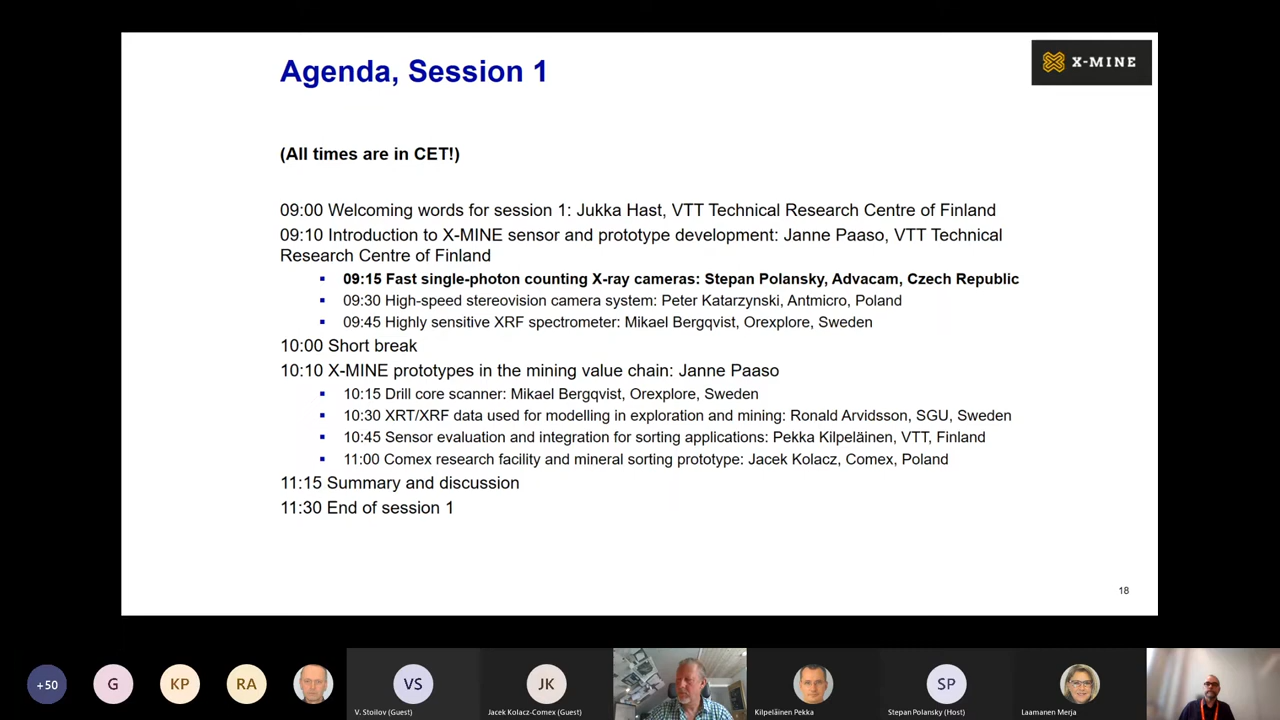 Agenda, Session 1
X-MINE
(All times are in CET!)
09:00 Welcoming words for session 1: Jukka Hast, VTT Technical Research Centre of Finland
09:10 Introduction to X-MINE sensor and prototype development: Janne Paaso, VTT Technical
Research Centre of Finland
09:15 Fast single-photon counting X-ray cameras: Stepan Polansky, Advacam, Czech Republic
09:30 High-speed stereovision camera system: Peter Katarzynski, Antmicro, Poland
09:45 Highly sensitive XRF spectrometer: Mikael Bergqvist, Orexplore, Sweden
10:00 Short break
10:10 X-MINE prototypes in the mining value chain: Janne Paaso
10:15 Drill core scanner: Mikael Bergqvist, Orexplore, Sweden
10:30 XRT/XRF data used for modelling in exploration and mining: Ronald Arvidsson, SGU, Sweden
10:45 Sensor evaluation and integration for sorting applications: Pekka Kilpeläinen, VTT, Finland
11:00 Comex research facility and mineral sorting prototype: Jacek Kolacz, Comex, Poland
11:15 Summary and discussion
11:30 End of session 1
18
+50 G KP RA VS JK SP
V. Stoilov (Guest) Jacek Kolacz-Comex (Guest) Kilpeläinen Pekka Stepan Polansky (Host) Laamanen Merja